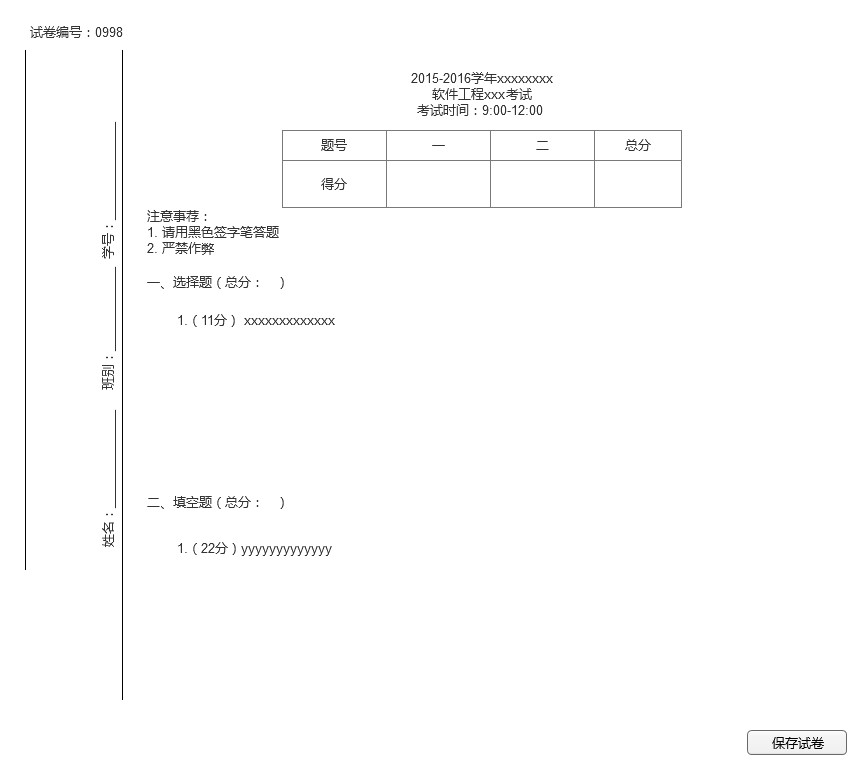 试卷编号：0998
2015-2016学年xxxxxxxx
软件工程xxx考试
考试时间：9:00-12:00
题号 一 二 总分
得分
注意事荐：
1. 请用黑色签字笔答题
2. 严禁作弊
一、选择题（总分： ）
1.（11分） xxxxxxxxxxxxx
二、填空题（总分： ）
1.（22分）yyyyyyyyyyyyy
学号：
班别：
姓名：
保存试卷